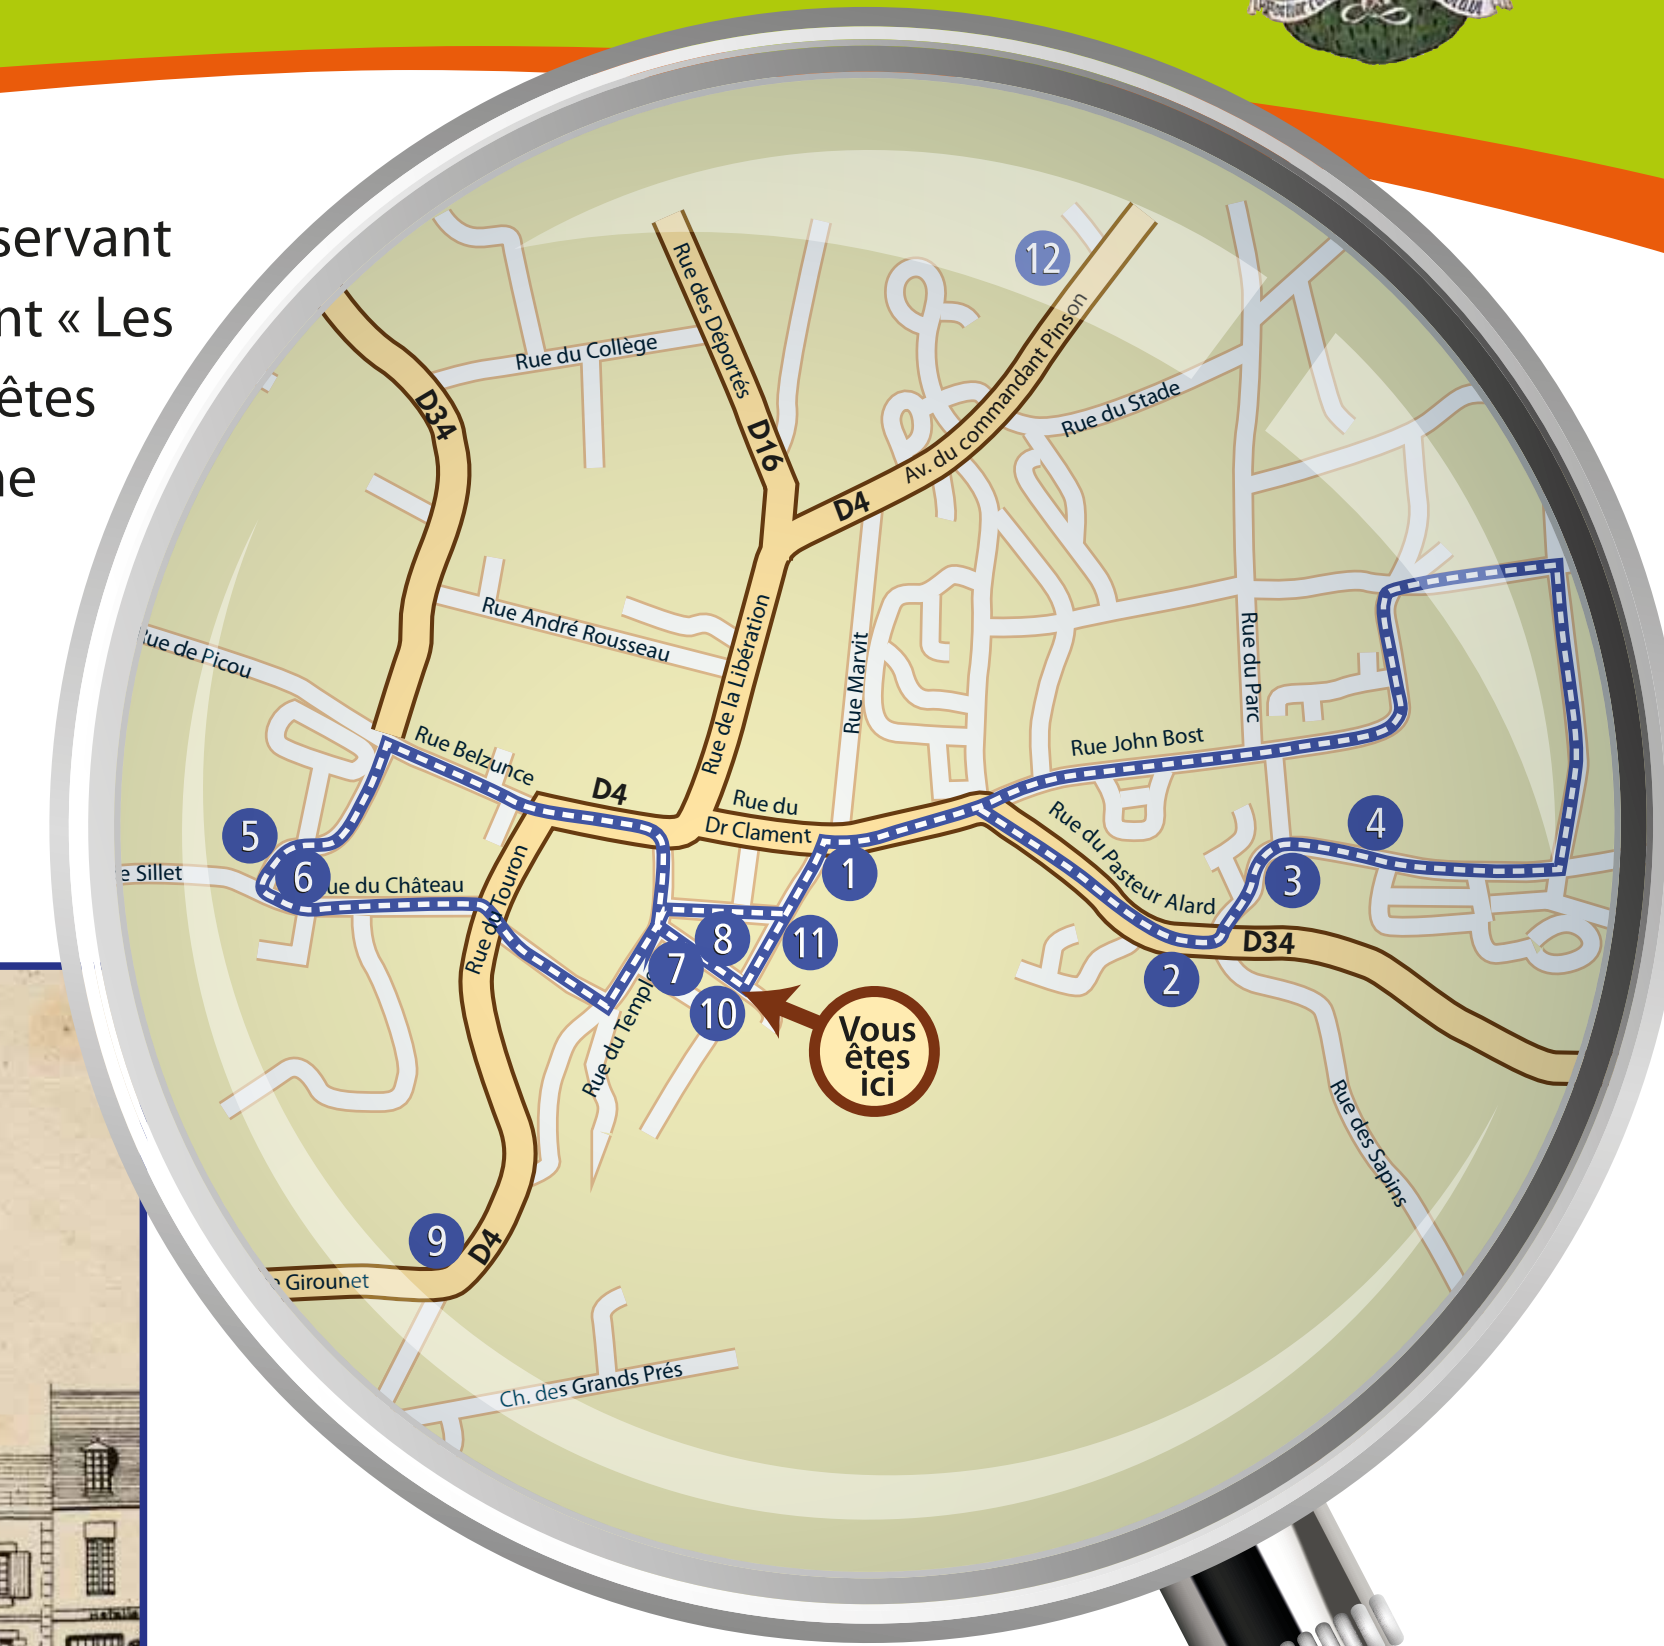 servant
nt « Les
êtes
ne
12
Rue des Déportés
Rue du Collège
D34
D16
Av. du commandant Pinson
Rue du Stade
D4
Rue André Rousseau
Rue de la Libération
Rue Marvit
Rue du Parc
Rue de Picou
Rue Belzunce
Rue John Bost
D4
Rue du
Dr Clament
Rue du Pasteur Alard
4
5
6
1
3
e Sillet
Rue du Château
Rue du Touron
8
11
D34
7
2
10
Rue du Temple
Vous
êtes
ici
Rue des Sapins
9
D4
e Girounet
Ch. des Grands Prés